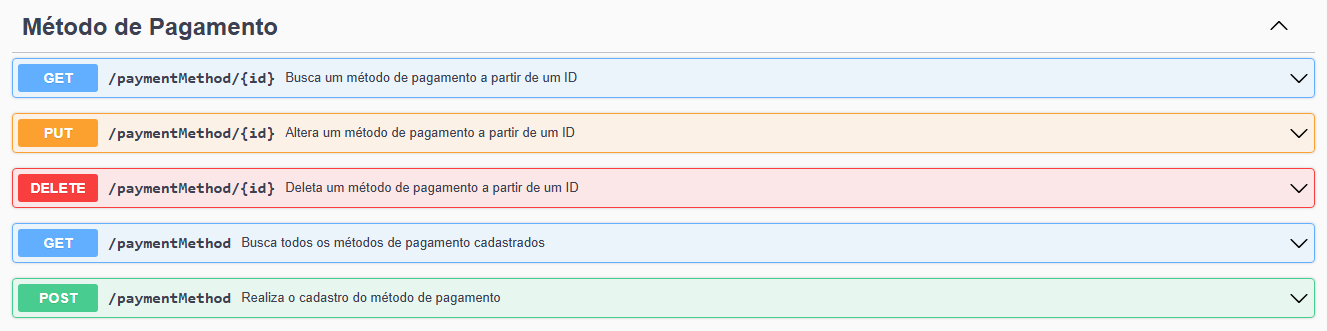 Método de Pagamento
GET /paymentMethod/{id} Busca um método de pagamento a partir de um ID
PUT /paymentMethod/{id} Altera um método de pagamento a partir de um ID
DELETE /paymentMethod/{id} Deleta um método de pagamento a partir de um ID
GET /paymentMethod Busca todos os métodos de pagamento cadastrados
POST /paymentMethod Realiza o cadastro do método de pagamento